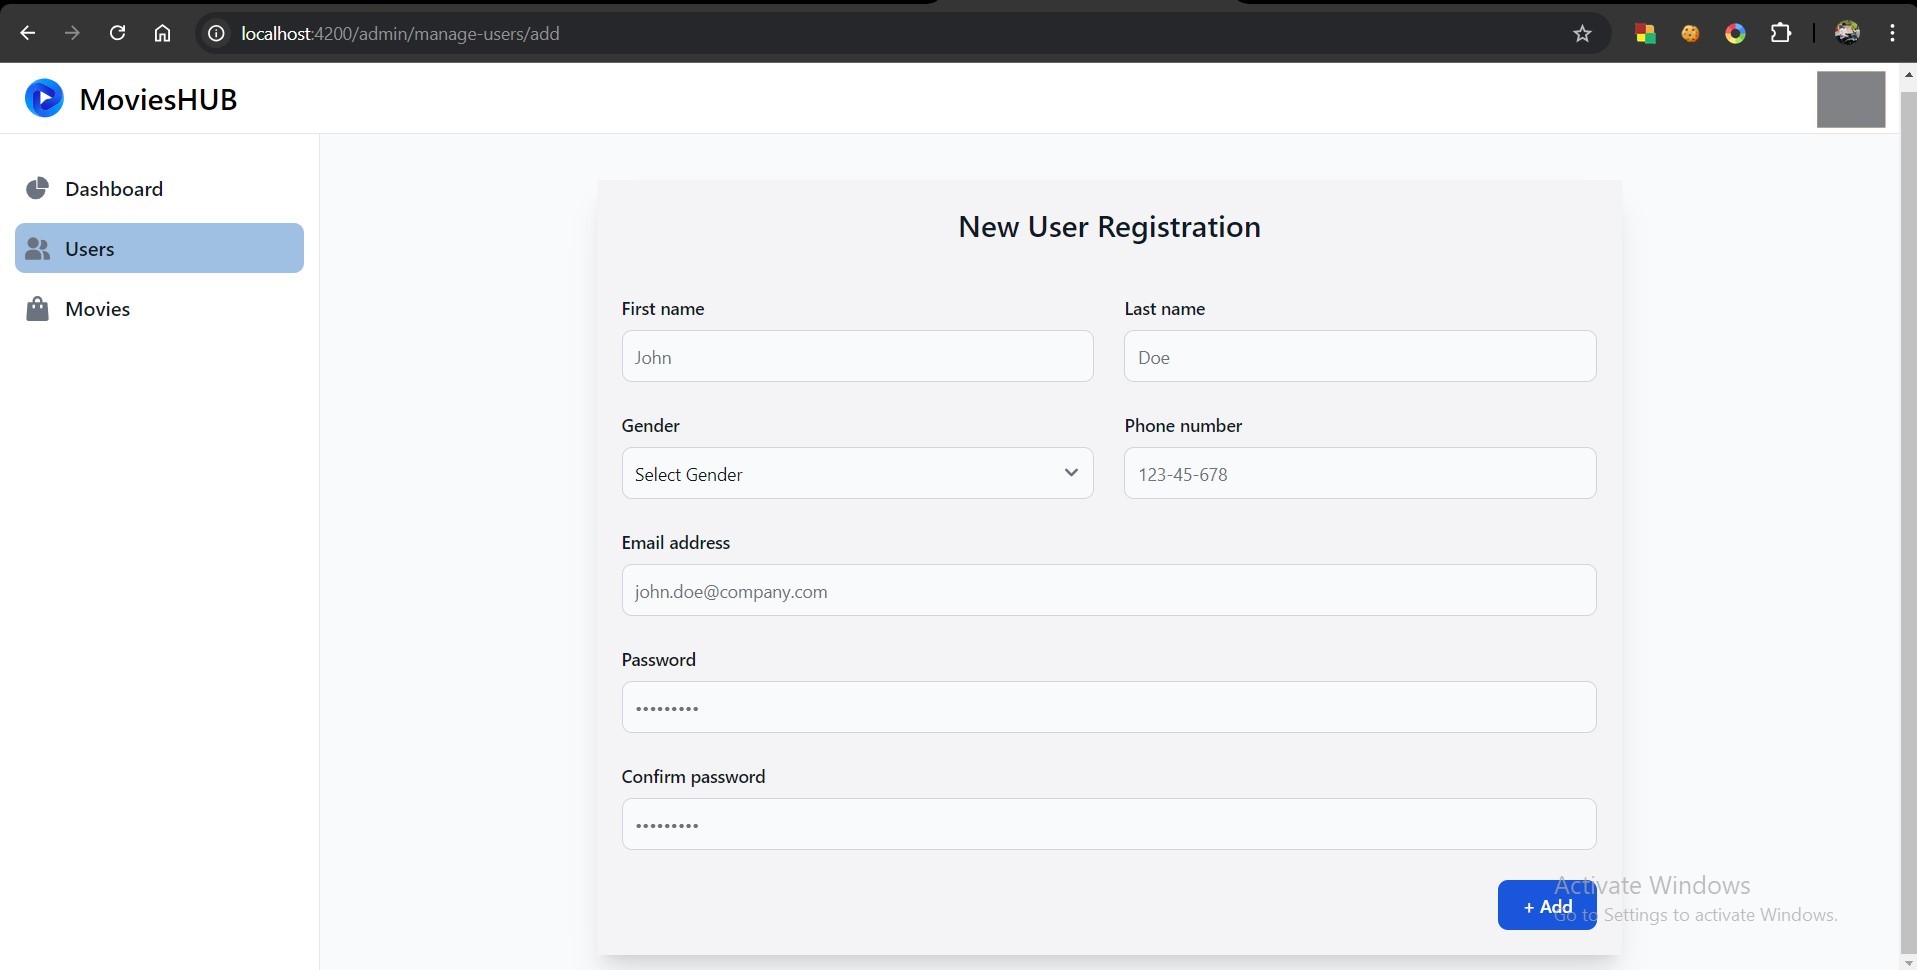 localhost:4200/admin/manage-users/add
MoviesHUB
Dashboard
Users
Movies
New User Registration
First name
Last name
John
Doe
Gender
Phone number
Select Gender
123-45-678
Email address
john.doe@company.com
Password
•••••••••
Confirm password
•••••••••
+ Add
Activate Windows
Go to Settings to activate Windows.